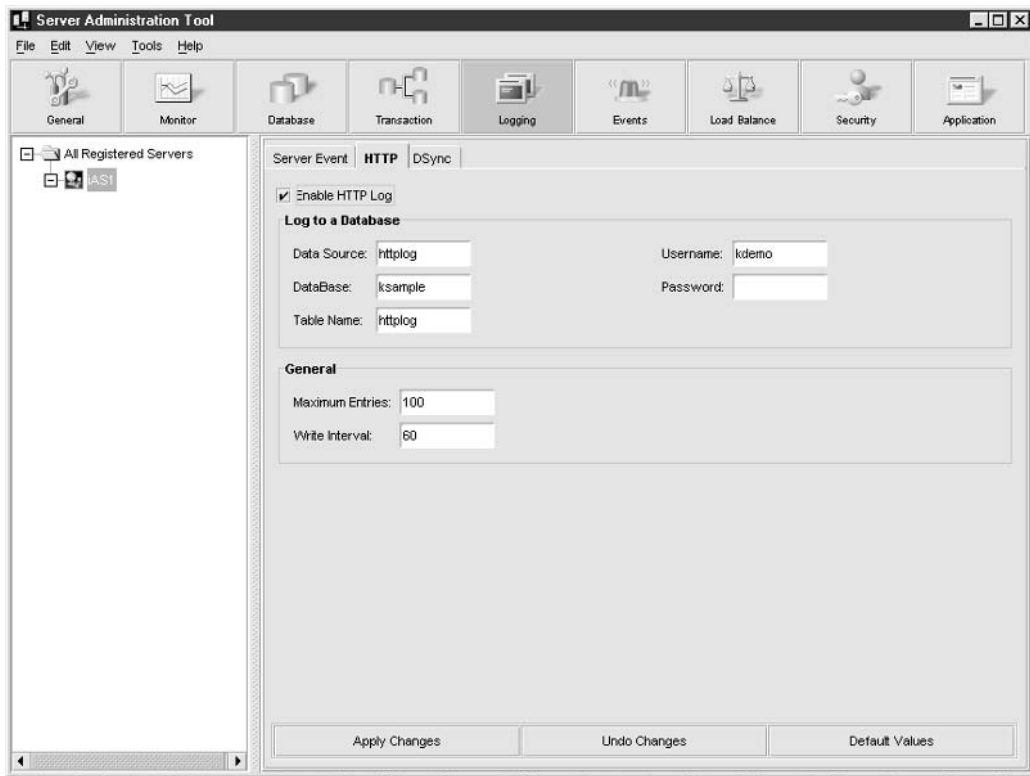 Server Administration Tool
File Edit View Tools Help
General Monitor Database Transaction Logging Events Load Balance Security Application
All Registered Servers
iAS1
Server Event HTTP DSync
Enable HTTP Log
Log to a Database
Data Source: httplog Username: kdemo
DataBase: ksample Password:
Table Name: httplog
General
Maximum Entries: 100
Write Interval: 60
Apply Changes Undo Changes Default Values